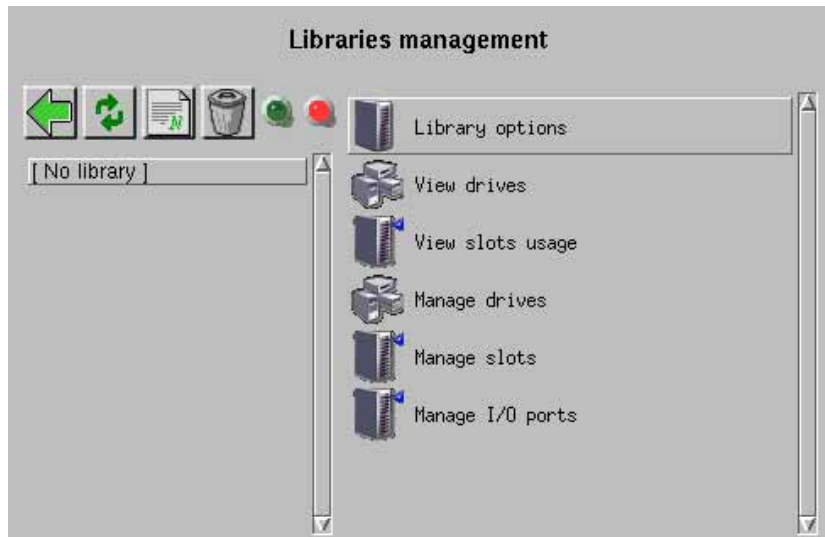 Libraries management
N
[ No library ]
Library options
View drives
View slots usage
Manage drives
Manage slots
Manage I/O ports